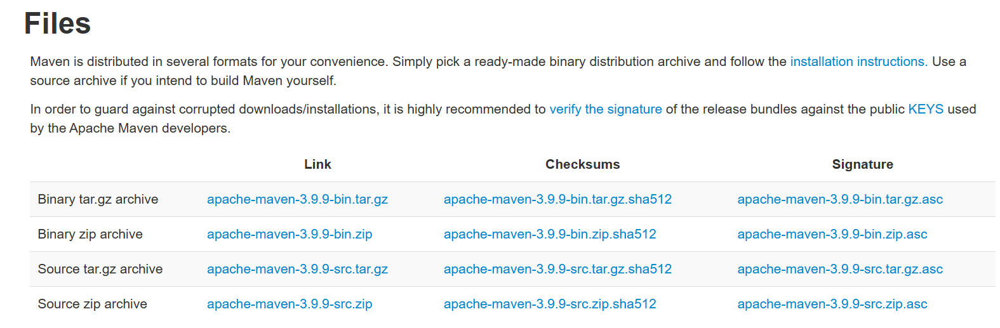 Files
Maven is distributed in several formats for your convenience. Simply pick a ready-made binary distribution archive and follow the installation instructions. Use a
source archive if you intend to build Maven yourself.
In order to guard against corrupted downloads/installations, it is highly recommended to verify the signature of the release bundles against the public KEYS used
by the Apache Maven developers.
Link Checksums Signature
Binary tar.gz archive apache-maven-3.9.9-bin.tar.gz apache-maven-3.9.9-bin.tar.gz.sha512 apache-maven-3.9.9-bin.tar.gz.asc
Binary zip archive apache-maven-3.9.9-bin.zip apache-maven-3.9.9-bin.zip.sha512 apache-maven-3.9.9-bin.zip.asc
Source tar.gz archive apache-maven-3.9.9-src.tar.gz apache-maven-3.9.9-src.tar.gz.sha512 apache-maven-3.9.9-src.tar.gz.asc
Source zip archive apache-maven-3.9.9-src.zip apache-maven-3.9.9-src.zip.sha512 apache-maven-3.9.9-src.zip.asc